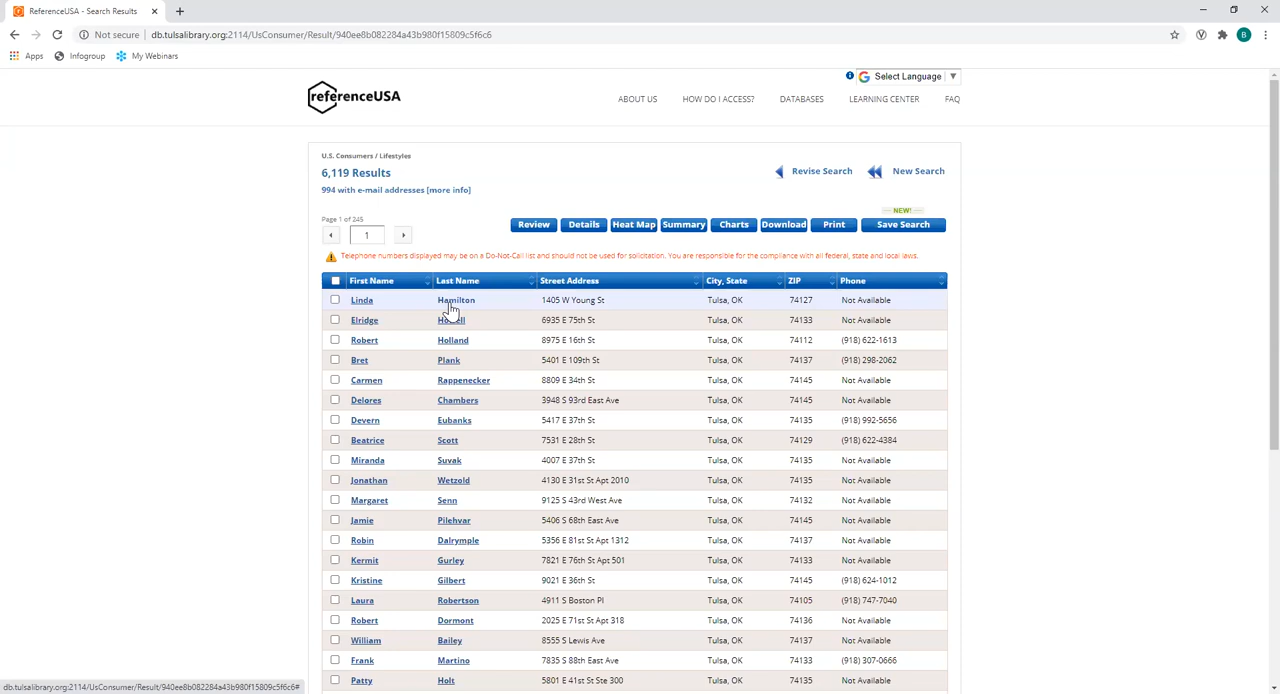 ReferenceUSA - Search Results
Not secure db.tulsalibrary.org:2114/UsConsumer/Result/940ee8b082284a43b980f15809c5f6c6
B
Apps Infogroup My Webinars
Select Language
referenceUSA
ABOUT US HOW DO I ACCESS? DATABASES LEARNING CENTER FAQ
U.S. Consumers / Lifestyles
6,119 Results
Revise Search New Search
994 with e-mail addresses [more info]
NEW!
Page 1 of 245
Review Details Heat Map Summary Charts Download Print Save Search
1
Telephone numbers displayed may be on a Do-Not-Call list and should not be used for solicitation. You are responsible for the compliance with all federal, state and local laws.
First Name Last Name Street Address City, State ZIP Phone
Linda Hamilton 1405 W Young St Tulsa, OK 74127 Not Available
Elridge 6935 E 75th St Tulsa, OK 74133 Not Available
Robert Holland 8975 E 16th St Tulsa, OK 74112 (918) 622-1613
Bret Plank 5401 E 109th St Tulsa, OK 74137 (918) 298-2062
Carmen Rappenecker 8809 E 34th St Tulsa, OK 74145 Not Available
Delores Chambers 3948 S 93rd East Ave Tulsa, OK 74145 Not Available
Devern Eubanks 5417 E 37th St Tulsa, OK 74135 (918) 992-5656
Beatrice Scott 7531 E 28th St Tulsa, OK 74129 (918) 622-4384
Miranda Suvak 4007 E 37th St Tulsa, OK 74135 Not Available
Jonathan Wetzold 4130 E 31st St Apt 2010 Tulsa, OK 74135 Not Available
Margaret Senn 9125 S 43rd West Ave Tulsa, OK 74132 Not Available
Jamie Pilehvar 5406 S 68th East Ave Tulsa, OK 74145 Not Available
Robin Dalrymple 5356 E 81st St Apt 1312 Tulsa, OK 74137 Not Available
Kermit Gurley 7821 E 76th St Apt 501 Tulsa, OK 74133 Not Available
Kristine Gilbert 9021 E 36th St Tulsa, OK 74145 (918) 624-1012
Laura Robertson 4911 S Boston Pl Tulsa, OK 74105 (918) 747-7040
Robert Dormont 2025 E 71st St Apt 318 Tulsa, OK 74136 Not Available
William Bailey 8555 S Lewis Ave Tulsa, OK 74137 Not Available
Frank Martino 7835 S 88th East Ave Tulsa, OK 74133 (918) 307-0666
Patty Holt 5801 E 41st St Ste 300 Tulsa, OK 74135 Not Available
db.tulsalibrary.org:2114/UsConsumer/Result/940ee8b082284a43b980f15809c5f6c6#